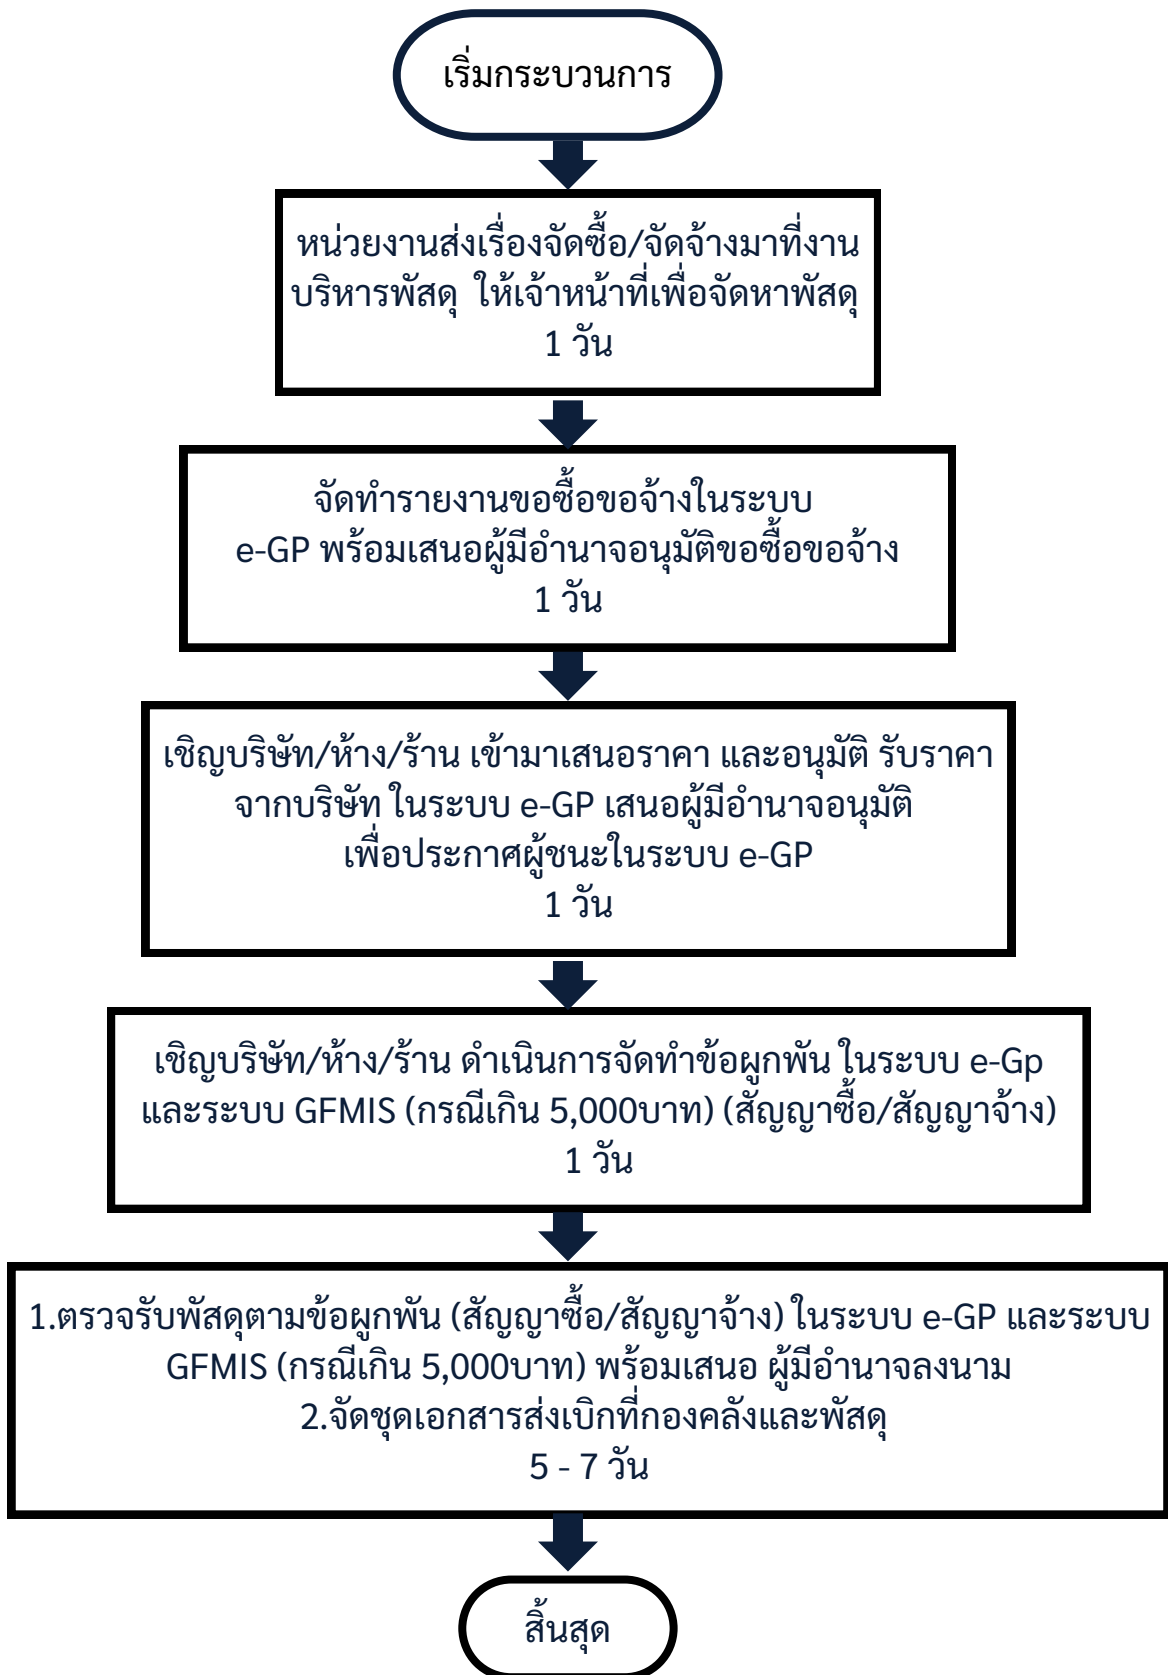 เริ่มกระบวนการ
หน่วยงานส่งเรื่องจัดซื้อ/จัดจ้างมาที่งาน
บริหารพัสดุ ให้เจ้าหน้าที่เพื่อจัดหาพัสดุ
1 วัน
จัดทำรายงานขอซื้อขอจ้างในระบบ
e-GP พร้อมเสนอผู้มีอำนาจอนุมัติขอซื้อขอจ้าง
1 วัน
เชิญบริษัท/ห้าง/ร้าน เข้ามาเสนอราคา และอนุมัติ รับราคา
จากบริษัท ในระบบ e-GP เสนอผู้มีอำนาจอนุมัติ
เพื่อประกาศผู้ชนะในระบบ e-GP
1 วัน
เชิญบริษัท/ห้าง/ร้าน ดำเนินการจัดทำข้อผูกพัน ในระบบ e-Gp
และระบบ GFMIS (กรณีเกิน 5,000บาท) (สัญญาซื้อ/สัญญาจ้าง)
1 วัน
1.ตรวจรับพัสดุตามข้อผูกพัน (สัญญาซื้อ/สัญญาจ้าง) ในระบบ e-GP และระบบ
GFMIS (กรณีเกิน 5,000บาท) พร้อมเสนอ ผู้มีอำนาจลงนาม
2.จัดชุดเอกสารส่งเบิกที่กองคลังและพัสดุ
5 - 7 วัน
สิ้นสุด